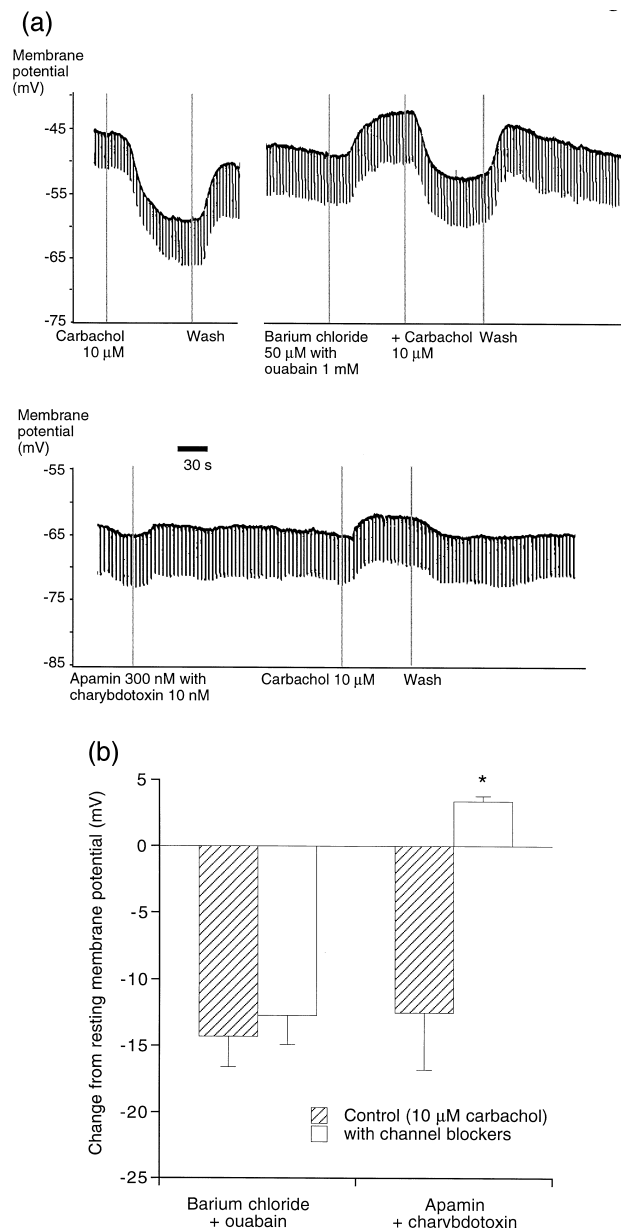 (a)
Membrane
potential
(mV)
-45
-55
-65
-75
Carbachol
10 µM
Wash
Barium chloride
50 µM with
ouabain 1 mM
+ Carbachol
10 µM
Wash
Membrane
potential
(mV)
30 s
-55
-65
-75
-85
Apamin 300 nM with
charybdotoxin 10 nM
Carbachol 10 µM
Wash
(b)
Change from resting membrane potential (mV)
5
*
0
-5
-10
-15
-20
-25
Control (10 µM carbachol)
with channel blockers
Barium chloride
+ ouabain
Apamin
+ charybdotoxin